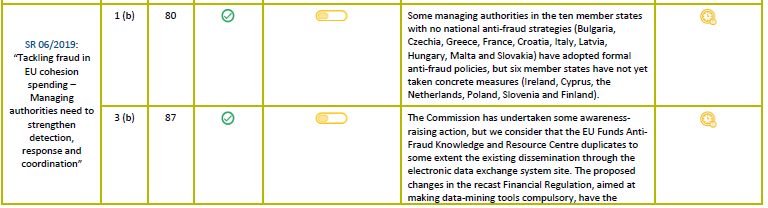 SR 06/2019:
“Tackling fraud in
EU cohesion
spending –
Managing
authorities need to
strengthen
detection,
response and
coordination”
1 (b)
80
Some managing authorities in the ten member states
with no national anti-fraud strategies (Bulgaria,
Czechia, Greece, France, Croatia, Italy, Latvia,
Hungary, Malta and Slovakia) have adopted formal
anti-fraud policies, but six member states have not yet
taken concrete measures (Ireland, Cyprus, the
Netherlands, Poland, Slovenia and Finland).
3 (b)
87
The Commission has undertaken some awareness-
raising action, but we consider that the EU Funds Anti-
Fraud Knowledge and Resource Centre duplicates to
some extent the existing dissemination through the
electronic data exchange system site. The proposed
changes in the recast Financial Regulation, aimed at
making data-mining tools compulsory, have the